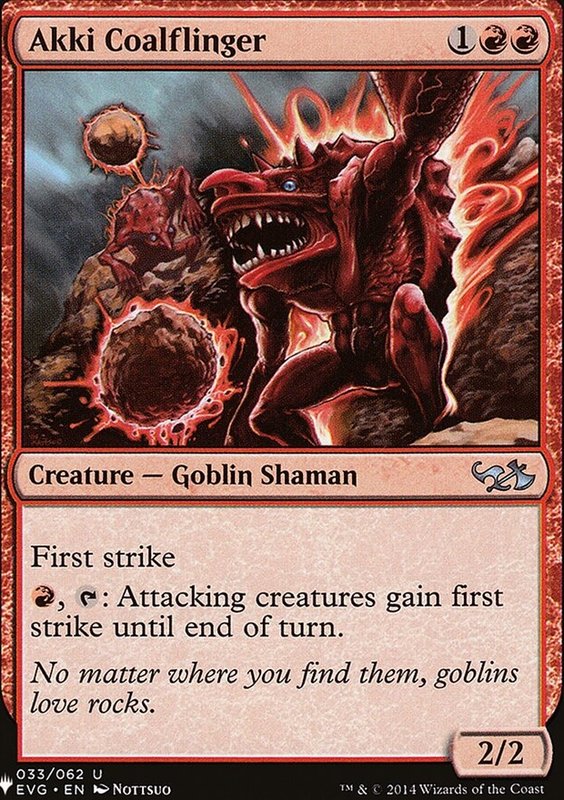 Akki Coalflinger 1
Creature — Goblin Shaman
First strike
, : Attacking creatures gain first
strike until end of turn.
No matter where you find them, goblins
love rocks.
2/2
033/062 U
EVG • EN Nottsuo
™ & © 2014 Wizards of the Coast